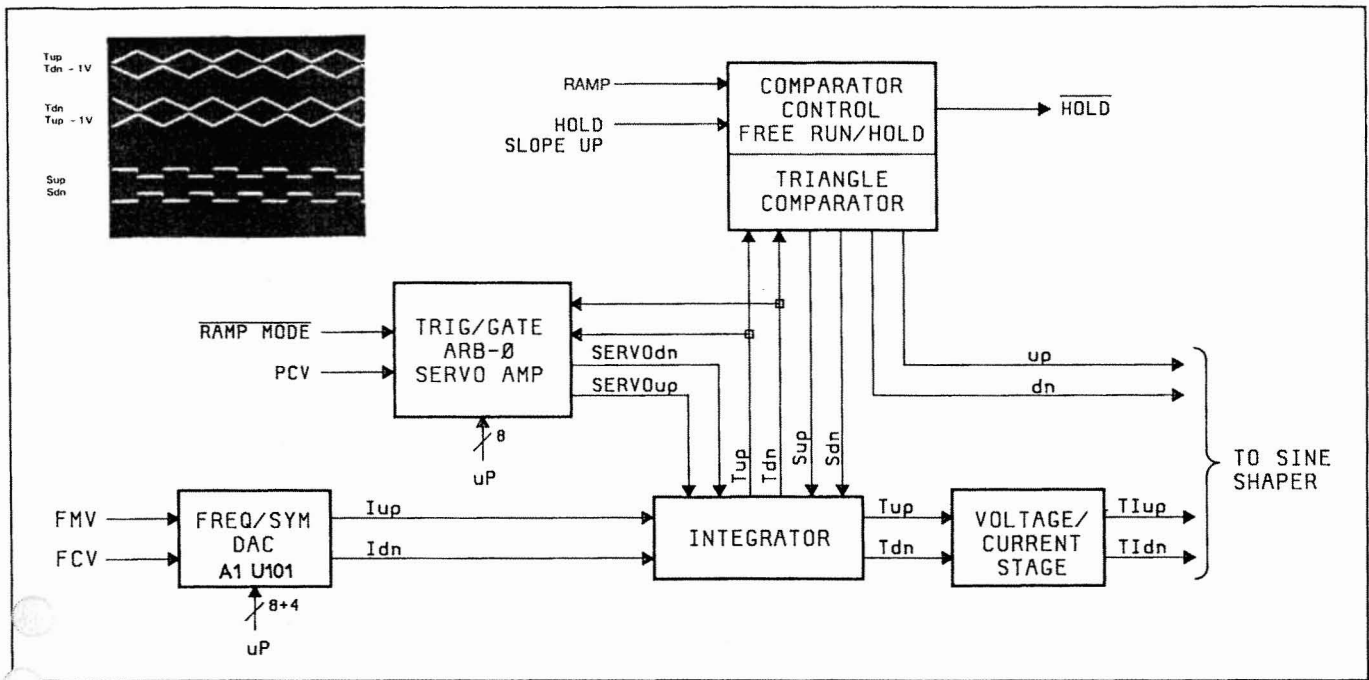 Tup
Tdn - 1V
Tdn
Tup - 1V
Sup
Sdn
RAMP
HOLD
SLOPE UP
COMPARATOR
CONTROL
FREE RUN/HOLD
HOLD
TRIANGLE
COMPARATOR
RAMP MODE
PCV
TRIG/GATE
ARB-0
SERVO AMP
SERVOdn
SERVOup
8
uP
Tup
Tdn
Sup
Sdn
up
dn
TO SINE
SHAPER
FMV
FCV
FREQ/SYM
DAC
A1 U101
Iup
Idn
8+4
uP
INTEGRATOR
Tup
Tdn
VOLTAGE/
CURRENT
STAGE
TIup
TIdn